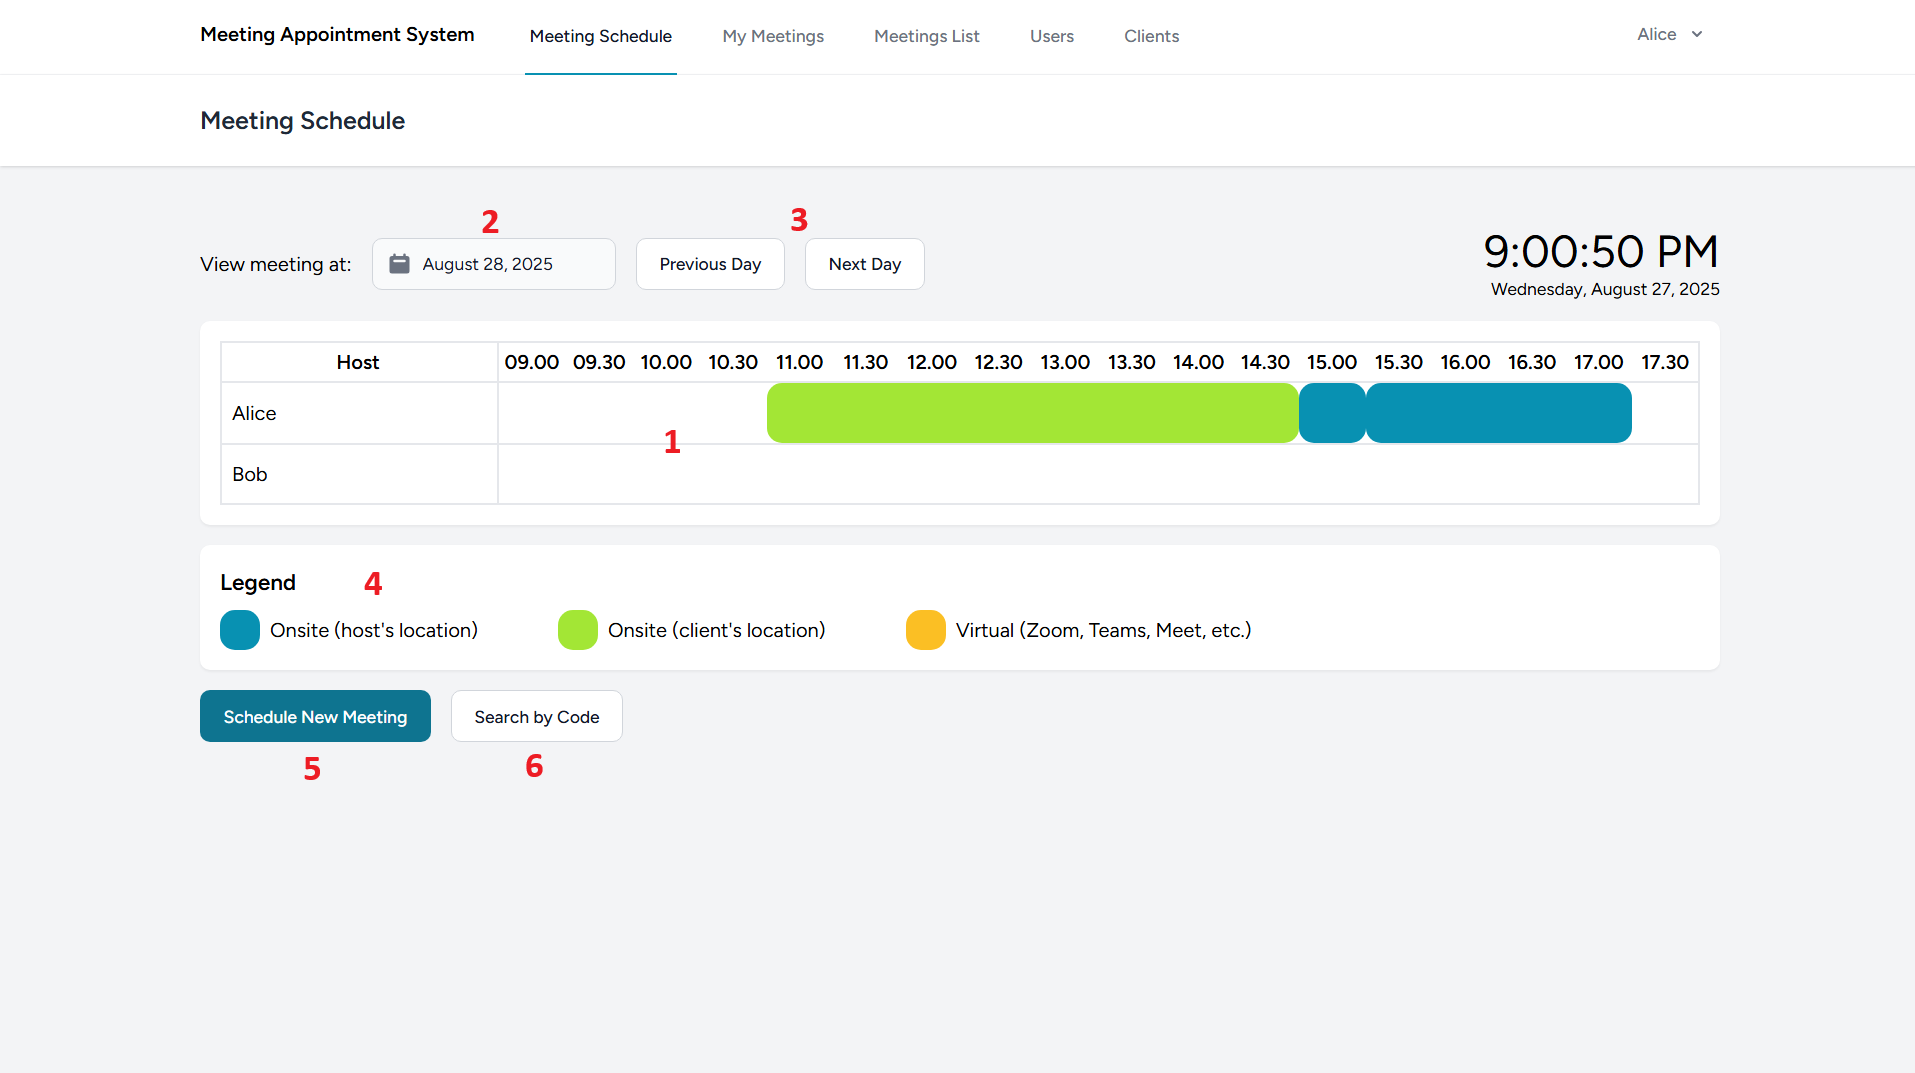 Meeting Appointment System Meeting Schedule My Meetings Meetings List Users Clients Alice
Meeting Schedule
2 3
View meeting at: August 28, 2025 Previous Day Next Day 9:00:50 PM
Wednesday, August 27, 2025
Host 09.00 09.30 10.00 10.30 11.00 11.30 12.00 12.30 13.00 13.30 14.00 14.30 15.00 15.30 16.00 16.30 17.00 17.30
Alice
1
Bob
Legend 4
Onsite (host's location) Onsite (client's location) Virtual (Zoom, Teams, Meet, etc.)
Schedule New Meeting Search by Code
5 6